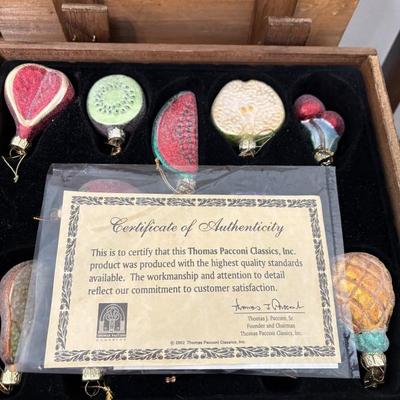 Certificate of Authenticity
This is to certify that this Thomas Pacconi Classics, Inc.
product was produced with the highest quality standards
available. The workmanship and attention to detail
reflect our commitment to customer satisfaction.
Thomas J. Pacconi, Sr.
Founder and Chairman
Thomas Pacconi Classics, Inc.
CLASSICS
© 2002 Thomas Pacconi Classics, Inc.